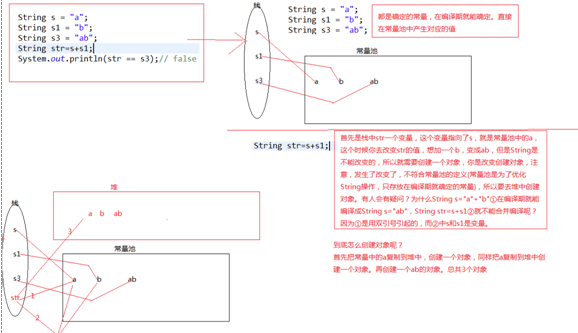 String s = "a";
String s1 = "b";
String s3 = "ab";
String str=s+s1;
System.out.println(str == s3);// false
栈
s
s1
s3
String s = "a";
String s1 = "b";
String s3 = "ab";
都是确定的常量，在编译期就能确定。直接
在常量池中产生对应的值
常量池
a
b
ab
String str=s+s1;
首先是栈中str一个变量，这个变量指向了s，就是常量池中的a，
这个时候你去改变str的值，想加一个b，变成ab，但是String是
不能改变的，所以就需要创建一个对象，你是改变创建对象，注
意，发生了改变了，不符合常量池的定义(常量池是为了优化
String操作，只存放在编译期就确定的常量)，所以要去堆中创建
对象。有人会有疑问？为什么String s="a"+"b"①在编译期就能
编译成String s="ab"，String str=s+s1②就不能合并编译呢？
因为①是用双引号引起的，而②中s和s1是变量。
到底怎么创建对象呢？
首先把常量中的a复制到堆中，创建一个对象，同样把a复制到堆中创
建一个对象。再创建一个ab的对象。总共3个对象
堆
a b ab
栈
s
s1
s3
str
3
1
2
常量池
a
b
ab